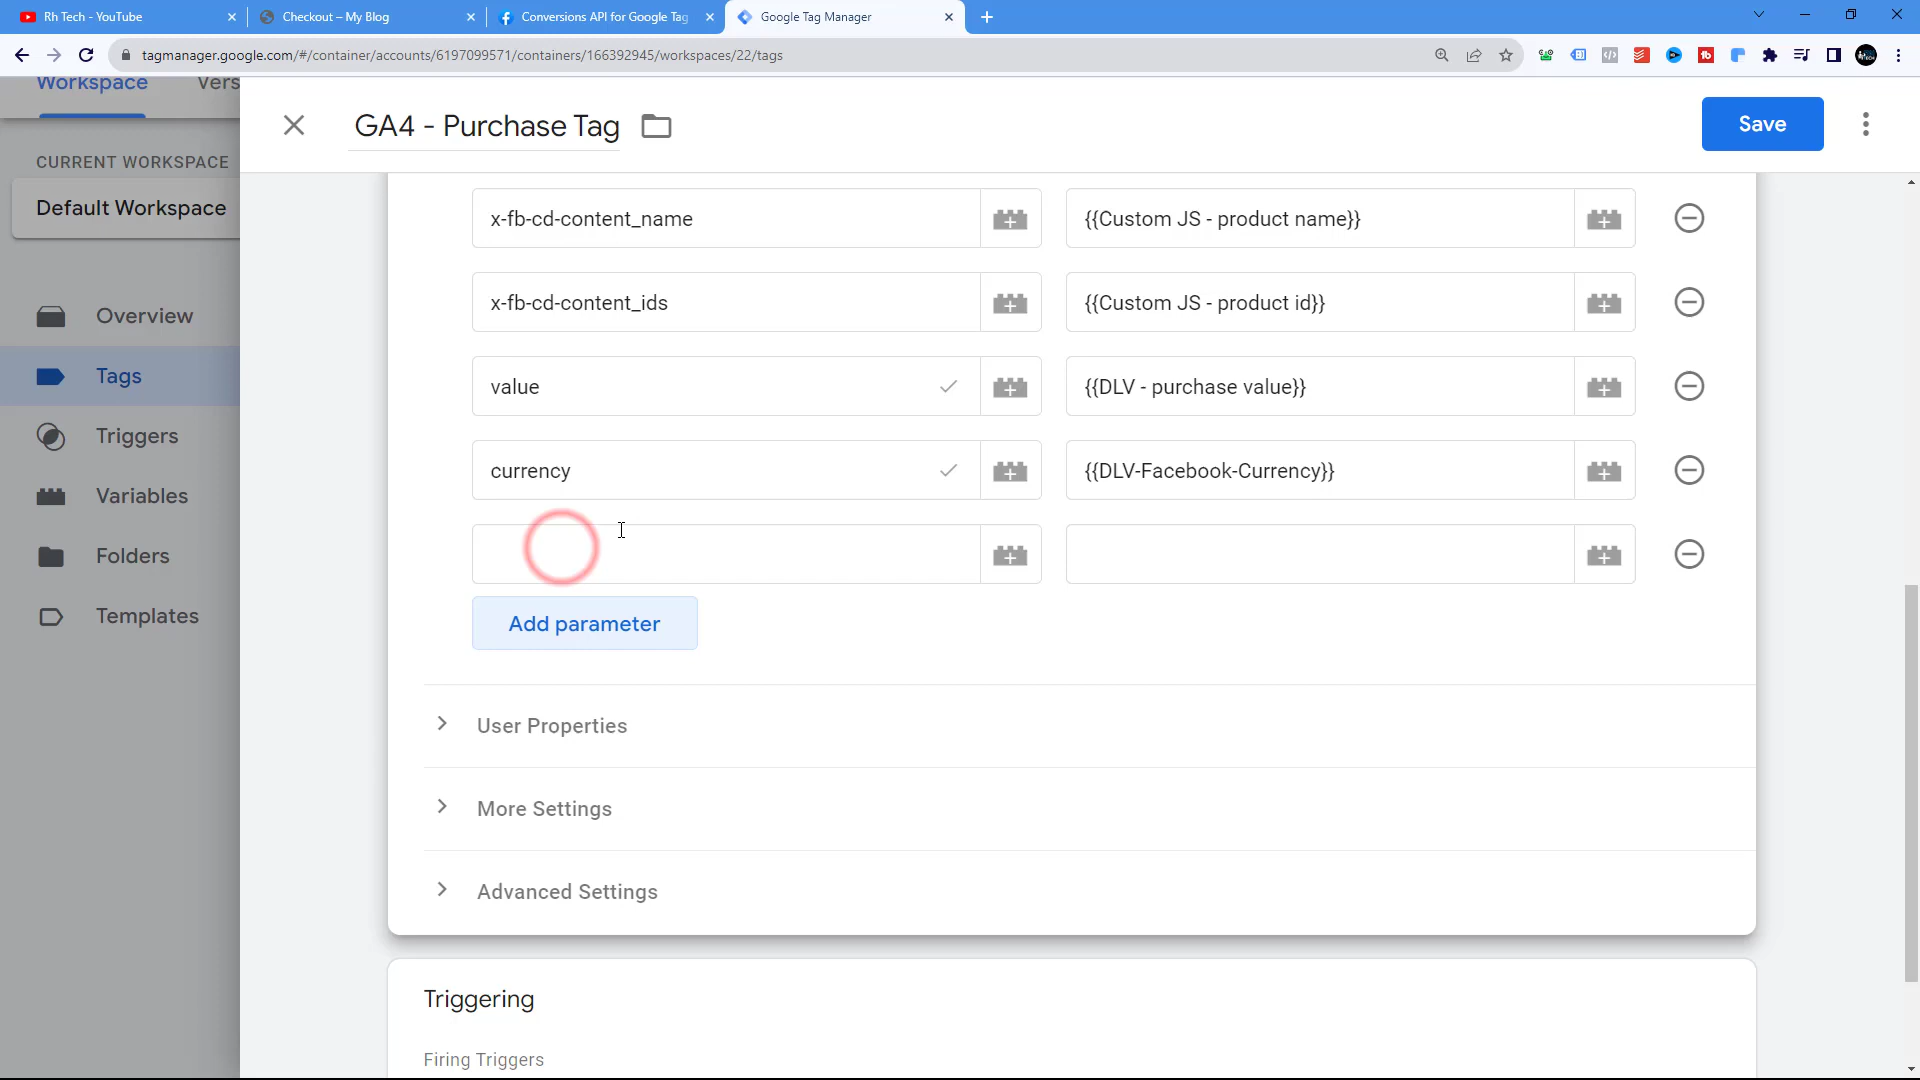 Rh Tech - YouTube
Checkout – My Blog
Conversions API for Google Tag
Google Tag Manager
tagmanager.google.com/#/container/accounts/6197099571/containers/166392945/workspaces/22/tags
Workspace
Vers
GA4 - Purchase Tag
Save
CURRENT WORKSPACE
Default Workspace
Overview
Tags
Triggers
Variables
Folders
Templates
x-fb-cd-content_name
{{Custom JS - product name}}
x-fb-cd-content_ids
{{Custom JS - product id}}
value
{{DLV - purchase value}}
currency
{{DLV-Facebook-Currency}}
Add parameter
User Properties
More Settings
Advanced Settings
Triggering
Firing Triggers